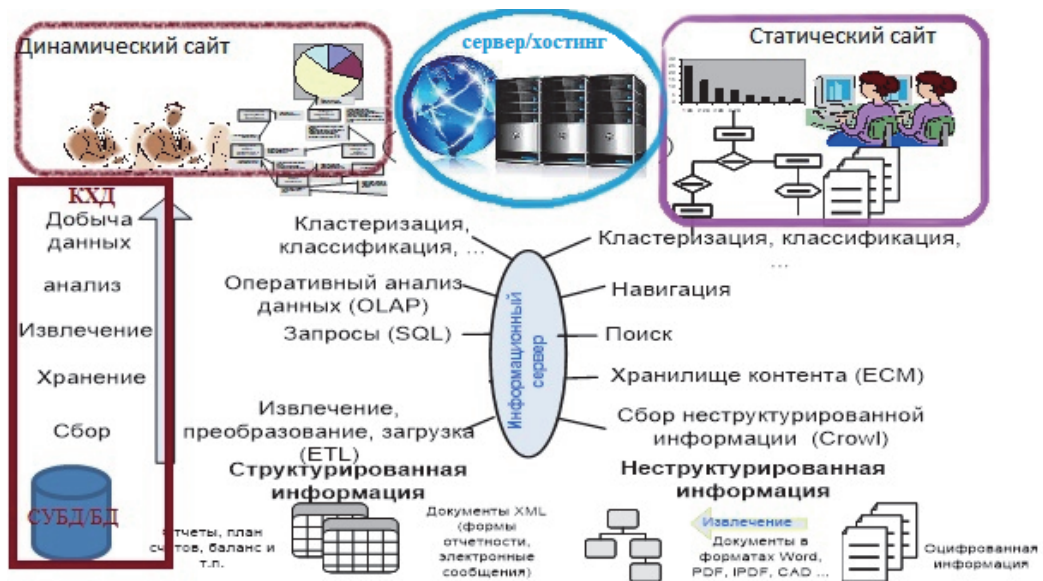 Динамический сайт
сервер/хостинг
Статический сайт
КХД
Добыча
данных
анализ
Извлечение
Хранение
Сбор
СУБД/БД
Кластеризация,
классификация, ...
Оперативный анализ
данных (OLAP)
Запросы (SQL)
Извлечение,
преобразование, загрузка
(ETL)
Информационный
сервер
Кластеризация, классификация,
...
Навигация
Поиск
Хранилище контента (ECM)
Сбор неструктурированной
информации (Crowl)
Структурированная
информация
Неструктурированная
информация
Отчеты, план
счетов, баланс и
т.п.
Документы XML
(формы
отчетности,
электронные
сообщения)
Извлечение
Документы в
форматах Word,
PDF, IPDF, CAD ...
Оцифрованная
информация